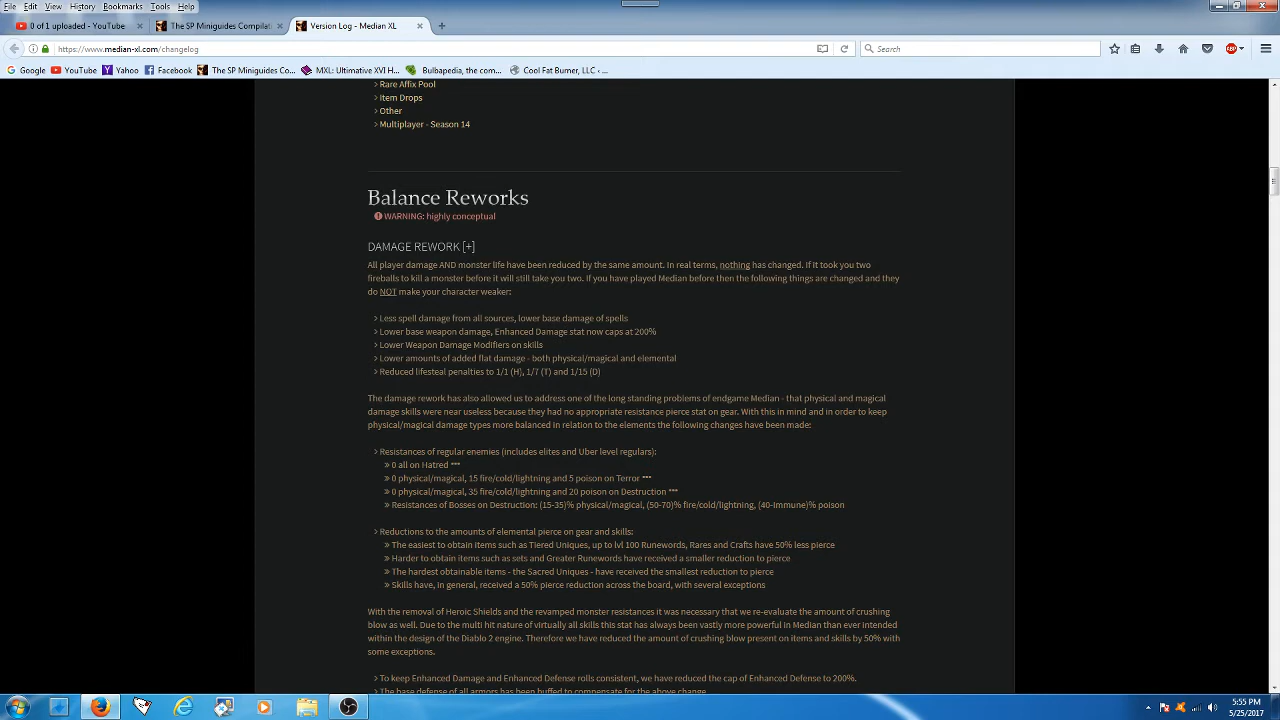 File Edit View History Bookmarks Tools Help
of 1 uploaded - YouTube
The SP Miniguides Compilati
Version Log - Median XL
https://www.median-xl.com/changelog
Search
Google YouTube Yahoo Facebook The SP Miniguides Co... MXL: Ultimative XVI H... Bulbapedia, the com... Cool Fat Burner, LLC - ...
> Rare Affix Pool
> Item Drops
> Other
> Multiplayer - Season 14
Balance Reworks
WARNING: highly conceptual
DAMAGE REWORK [+]
All player damage AND monster life have been reduced by the same amount. In real terms, nothing has changed. If it took you two
fireballs to kill a monster before it will still take you two. If you have played Median before then the following things are changed and they
do NOT make your character weaker:
> Less spell damage from all sources, lower base damage of spells
> Lower base weapon damage, Enhanced Damage stat now caps at 200%
> Lower Weapon Damage Modifiers on skills
> Lower amounts of added flat damage - both physical/magical and elemental
> Reduced lifesteal penalties to 1/1 (H), 1/7 (T) and 1/15 (D)
The damage rework has also allowed us to address one of the long standing problems of endgame Median - that physical and magical
damage skills were near useless because they had no appropriate resistance pierce stat on gear. With this in mind and in order to keep
physical/magical damage types more balanced in relation to the elements the following changes have been made:
> Resistances of regular enemies (includes elites and Uber level regulars):
» 0 all on Hatred ***
» 0 physical/magical, 15 fire/cold/lightning and 5 poison on Terror ***
» 0 physical/magical, 35 fire/cold/lightning and 20 poison on Destruction ***
» Resistances of Bosses on Destruction: (15-35)% physical/magical, (50-70)% fire/cold/lightning, (40-Immune)% poison
> Reductions to the amounts of elemental pierce on gear and skills:
» The easiest to obtain items such as Tiered Uniques, up to lvl 100 Runewords, Rares and Crafts have 50% less pierce
» Harder to obtain items such as sets and Greater Runewords have received a smaller reduction to pierce
» The hardest obtainable items - the Sacred Uniques - have received the smallest reduction to pierce
» Skills have, in general, received a 50% pierce reduction across the board, with several exceptions
With the removal of Heroic Shields and the revamped monster resistances it was necessary that we re-evaluate the amount of crushing
blow as well. Due to the multi hit nature of virtually all skills this stat has always been vastly more powerful in Median than ever intended
within the design of the Diablo 2 engine. Therefore we have reduced the amount of crushing blow present on items and skills by 50% with
some exceptions.
> To keep Enhanced Damage and Enhanced Defense rolls consistent, we have reduced the cap of Enhanced Defense to 200%.
> The base defense of all armors has been buffed to compensate for the above change
5:55 PM
5/25/2017